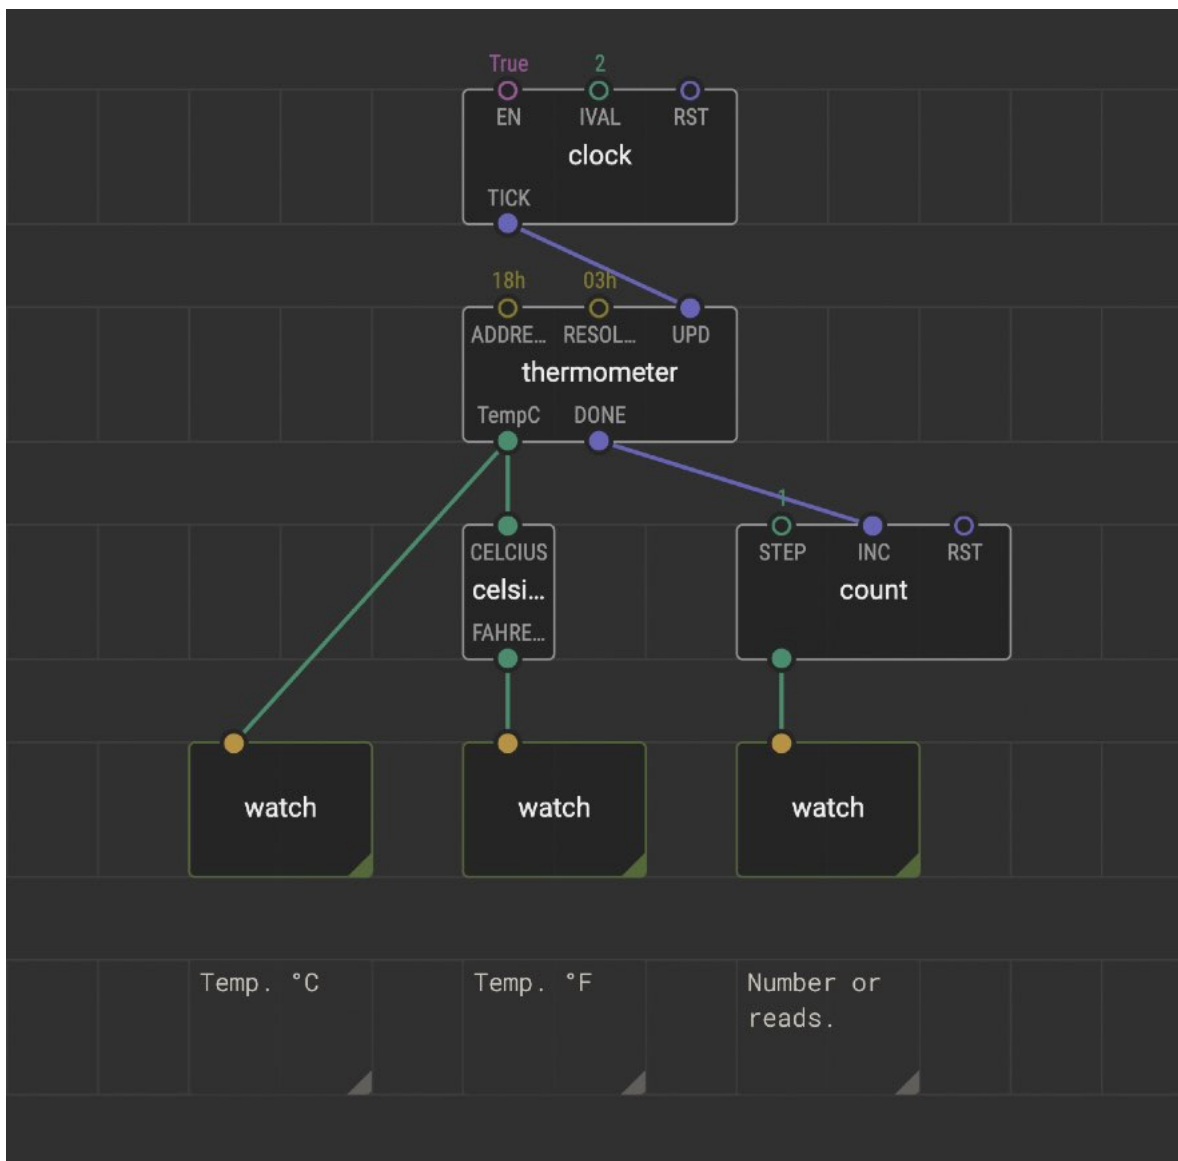 True 2
EN IVAL RST
clock
TICK
18h 03h
ADDRE... RESOL... UPD
thermometer
TempC DONE
1
CELCIUS STEP INC RST
celsi... count
FAHRE...
watch watch watch
Temp. °C Temp. °F Number or
reads.